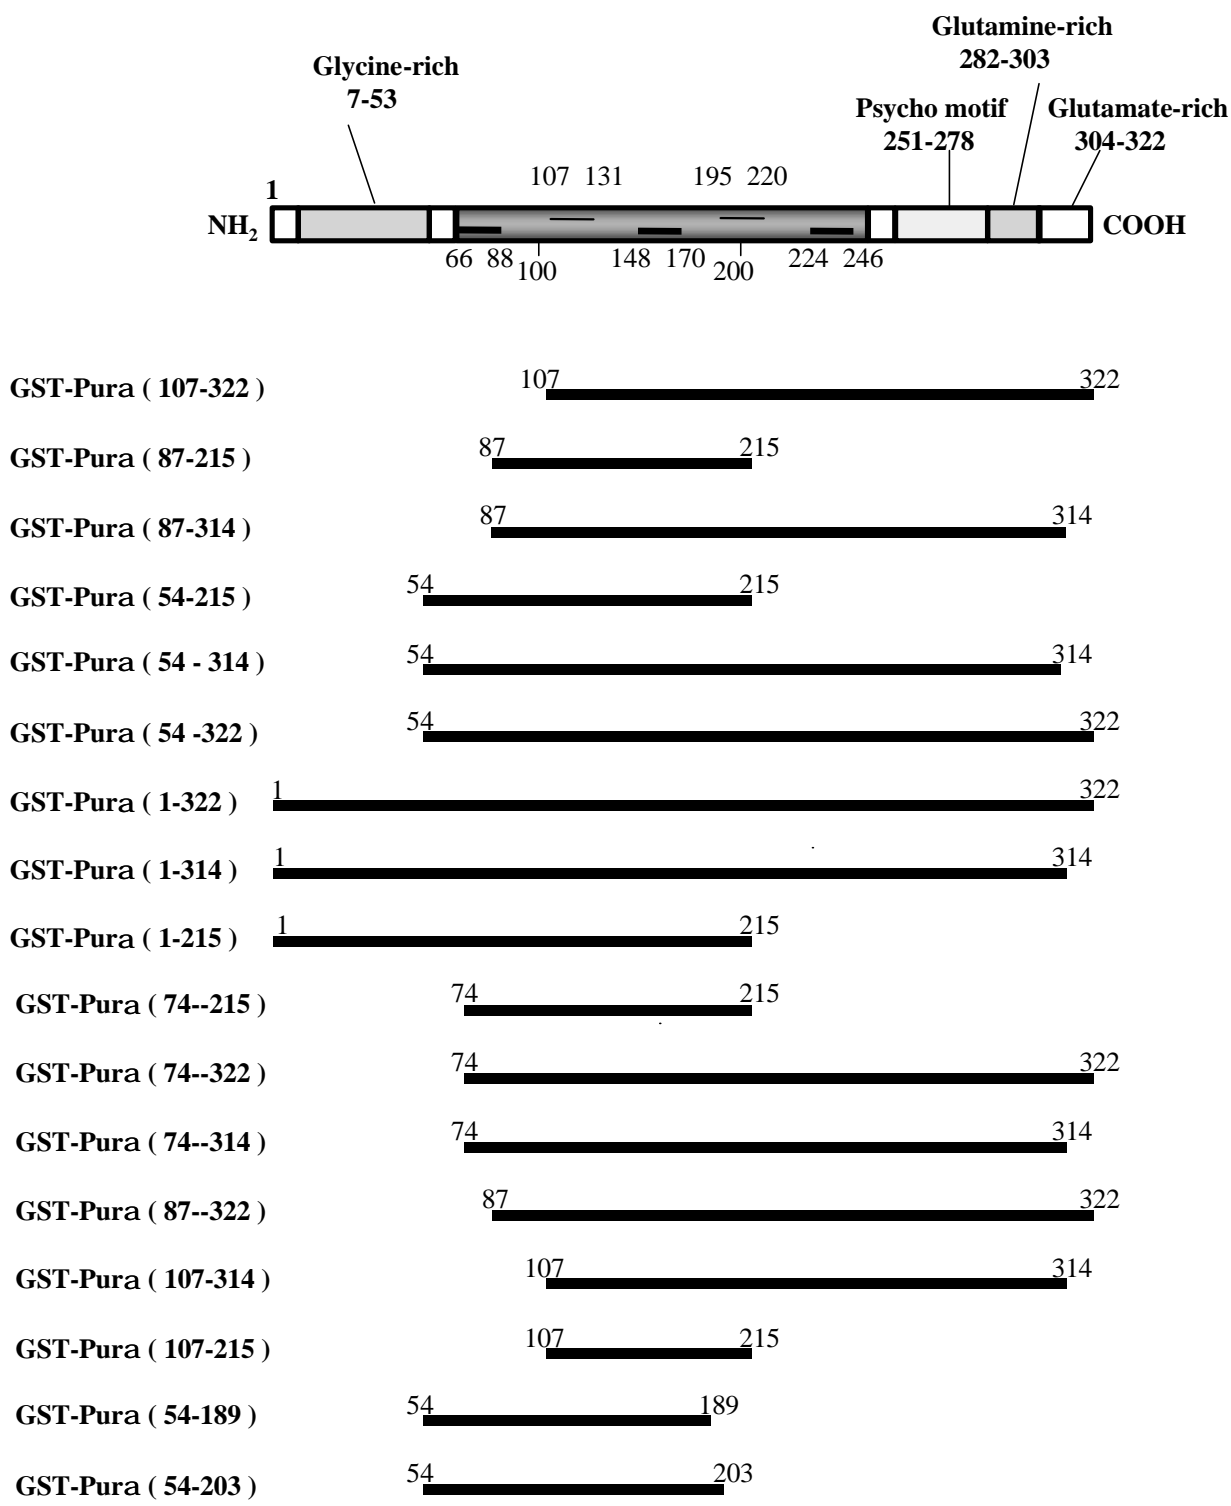 Glutamine-rich
282-303
Glycine-rich
7-53
Psycho motif
251-278
Glutamate-rich
304-322
107 131 195 220
1
NH2 COOH
66 88 100 148 170 200 224 246
GST-Pura ( 107-322 ) 107 322
GST-Pura ( 87-215 ) 87 215
GST-Pura ( 87-314 ) 87 314
GST-Pura ( 54-215 ) 54 215
GST-Pura ( 54 - 314 ) 54 314
GST-Pura ( 54 -322 ) 54 322
GST-Pura ( 1-322 ) 1 322
GST-Pura ( 1-314 ) 1 314
GST-Pura ( 1-215 ) 1 215
GST-Pura ( 74--215 ) 74 215
GST-Pura ( 74--322 ) 74 322
GST-Pura ( 74--314 ) 74 314
GST-Pura ( 87--322 ) 87 322
GST-Pura ( 107-314 ) 107 314
GST-Pura ( 107-215 ) 107 215
GST-Pura ( 54-189 ) 54 189
GST-Pura ( 54-203 ) 54 203